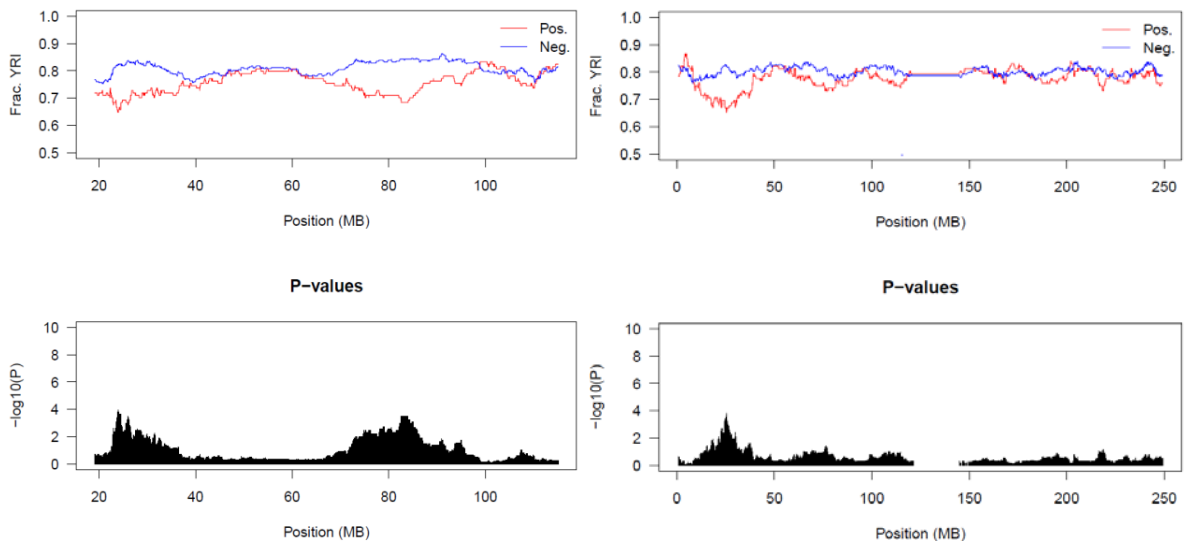 Frac. YRI
1.0
0.9
0.8
0.7
0.6
0.5
Pos.
Neg.
20 40 60 80 100
Position (MB)
Frac. YRI
1.0
0.9
0.8
0.7
0.6
0.5
Pos.
Neg.
0 50 100 150 200 250
Position (MB)
P-values
-log10(P)
10
8
6
4
2
0
20 40 60 80 100
Position (MB)
P-values
-log10(P)
10
8
6
4
2
0
0 50 100 150 200 250
Position (MB)